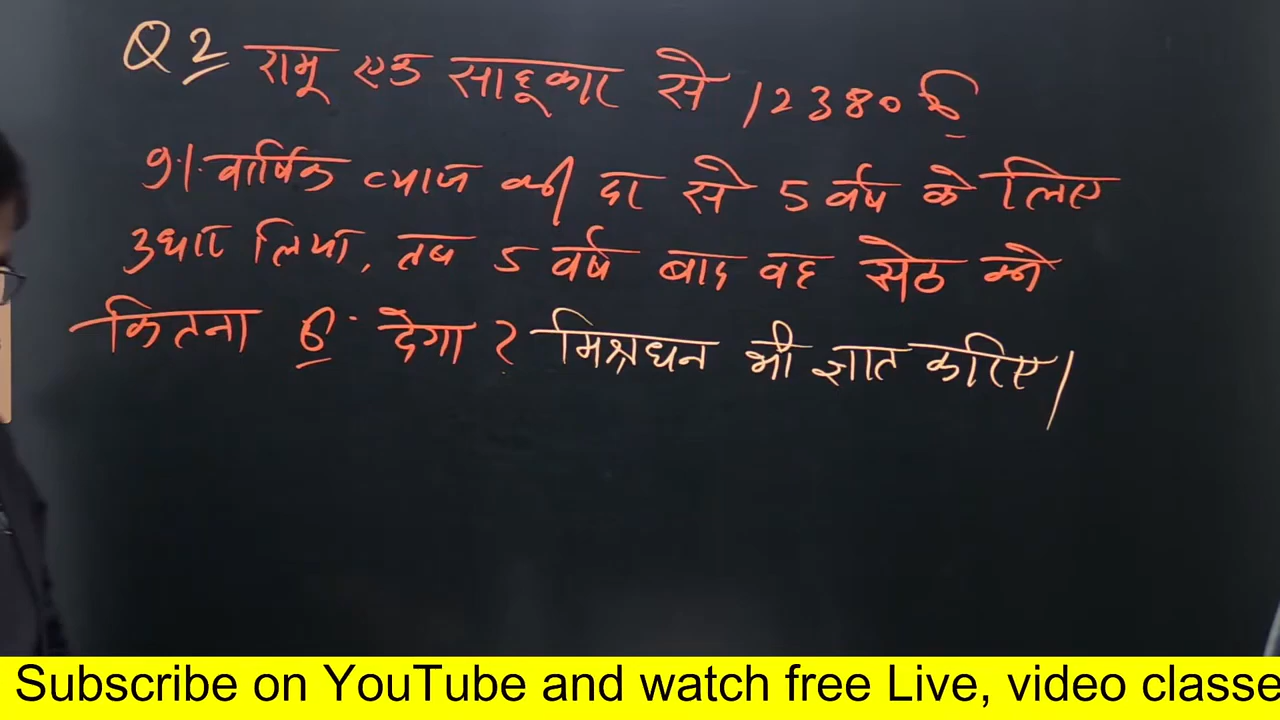 Q2 रामू एक साहूकार से 12380 रु
9% वार्षिक ब्याज की दर से 5 वर्ष के लिए
उधार लिया, तब 5 वर्ष बाद वह सेठ को
कितना रु. देगा? मिश्रधन भी ज्ञात करिए।
Subscribe on YouTube and watch free Live, video classe